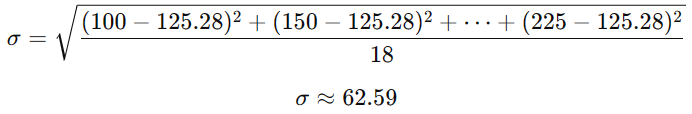 σ = √((100 − 125.28)² + (150 − 125.28)² + ⋯ + (225 − 125.28)² / 18)
σ ≈ 62.59